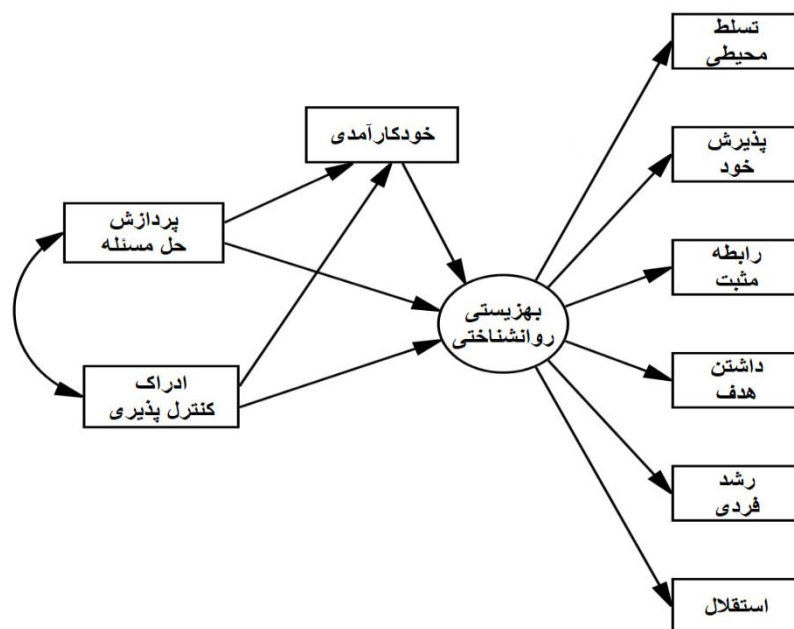 تسلط
محیطی
خودکارآمدی
پذیرش
خود
پردازش
حل مسئله
رابطه
مثبت
بهزیستی
روانشناختی
ادراک
کنترل پذیری
داشتن
هدف
رشد
فردی
استقلال